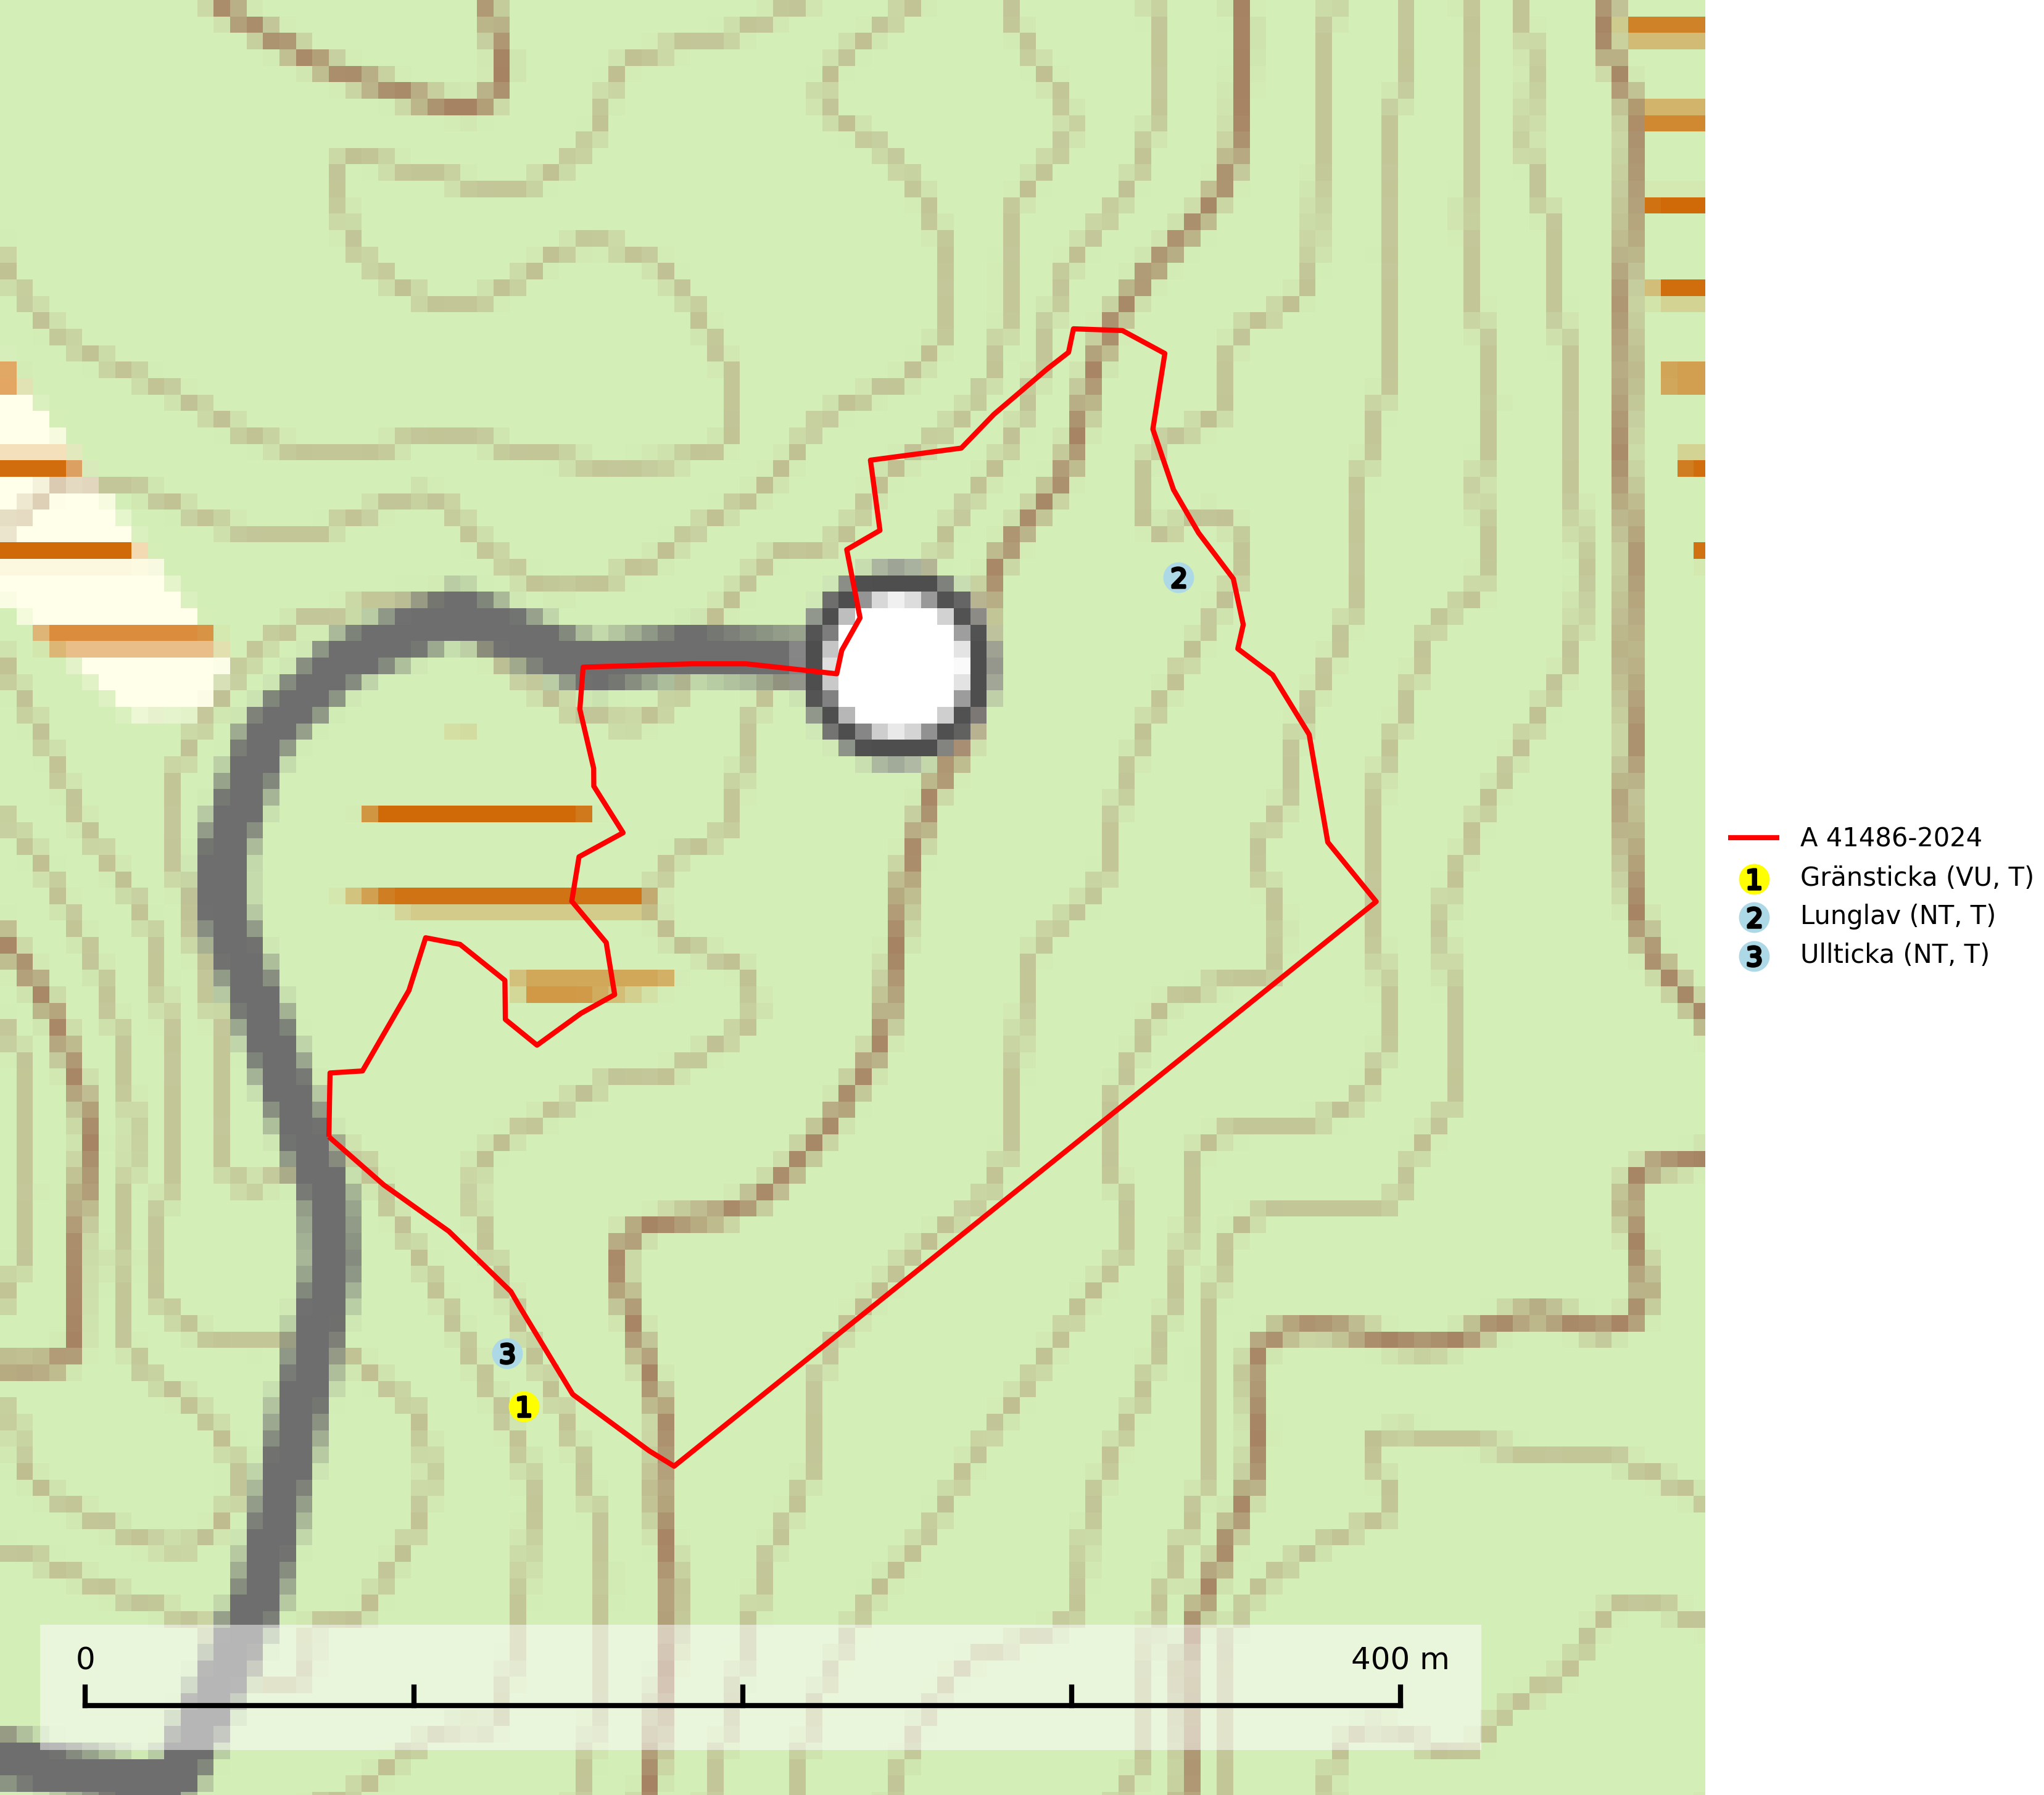 2
3
1
0
400 m
A 41486-2024
1 Gränsticka (VU, T)
2 Lunglav (NT, T)
3 Ullticka (NT, T)